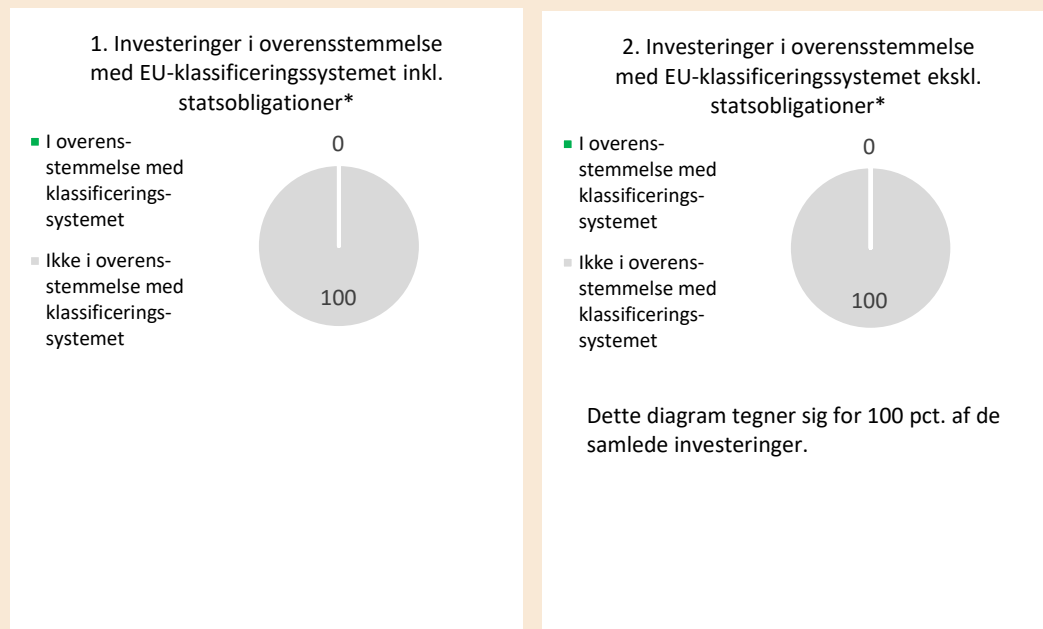 1. Investeringer i overensstemmelse
med EU-klassificeringssystemet inkl.
statsobligationer*
I overens-
stemmelse med
klassificerings-
systemet
Ikke i overens-
stemmelse med
klassificerings-
systemet
0
100
2. Investeringer i overensstemmelse
med EU-klassificeringssystemet ekskl.
statsobligationer*
I overens-
stemmelse med
klassificerings-
systemet
Ikke i overens-
stemmelse med
klassificerings-
systemet
0
100
Dette diagram tegner sig for 100 pct. af de
samlede investeringer.